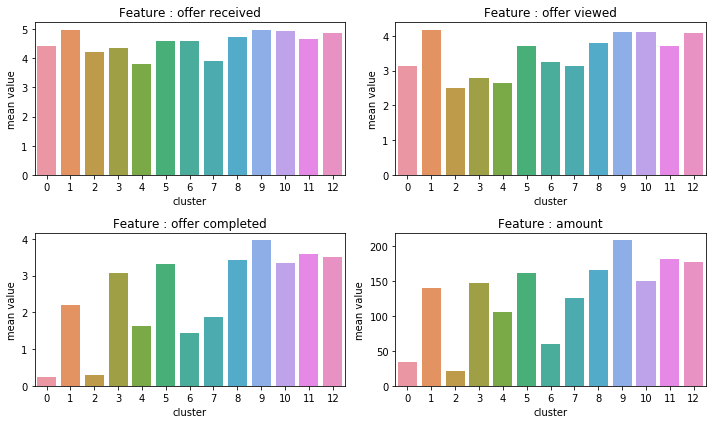 Feature : offer received
mean value
5
4
3
2
1
0
0 1 2 3 4 5 6 7 8 9 10 11 12
cluster
Feature : offer viewed
mean value
4
3
2
1
0
0 1 2 3 4 5 6 7 8 9 10 11 12
cluster
Feature : offer completed
mean value
4
3
2
1
0
0 1 2 3 4 5 6 7 8 9 10 11 12
cluster
Feature : amount
mean value
200
150
100
50
0
0 1 2 3 4 5 6 7 8 9 10 11 12
cluster